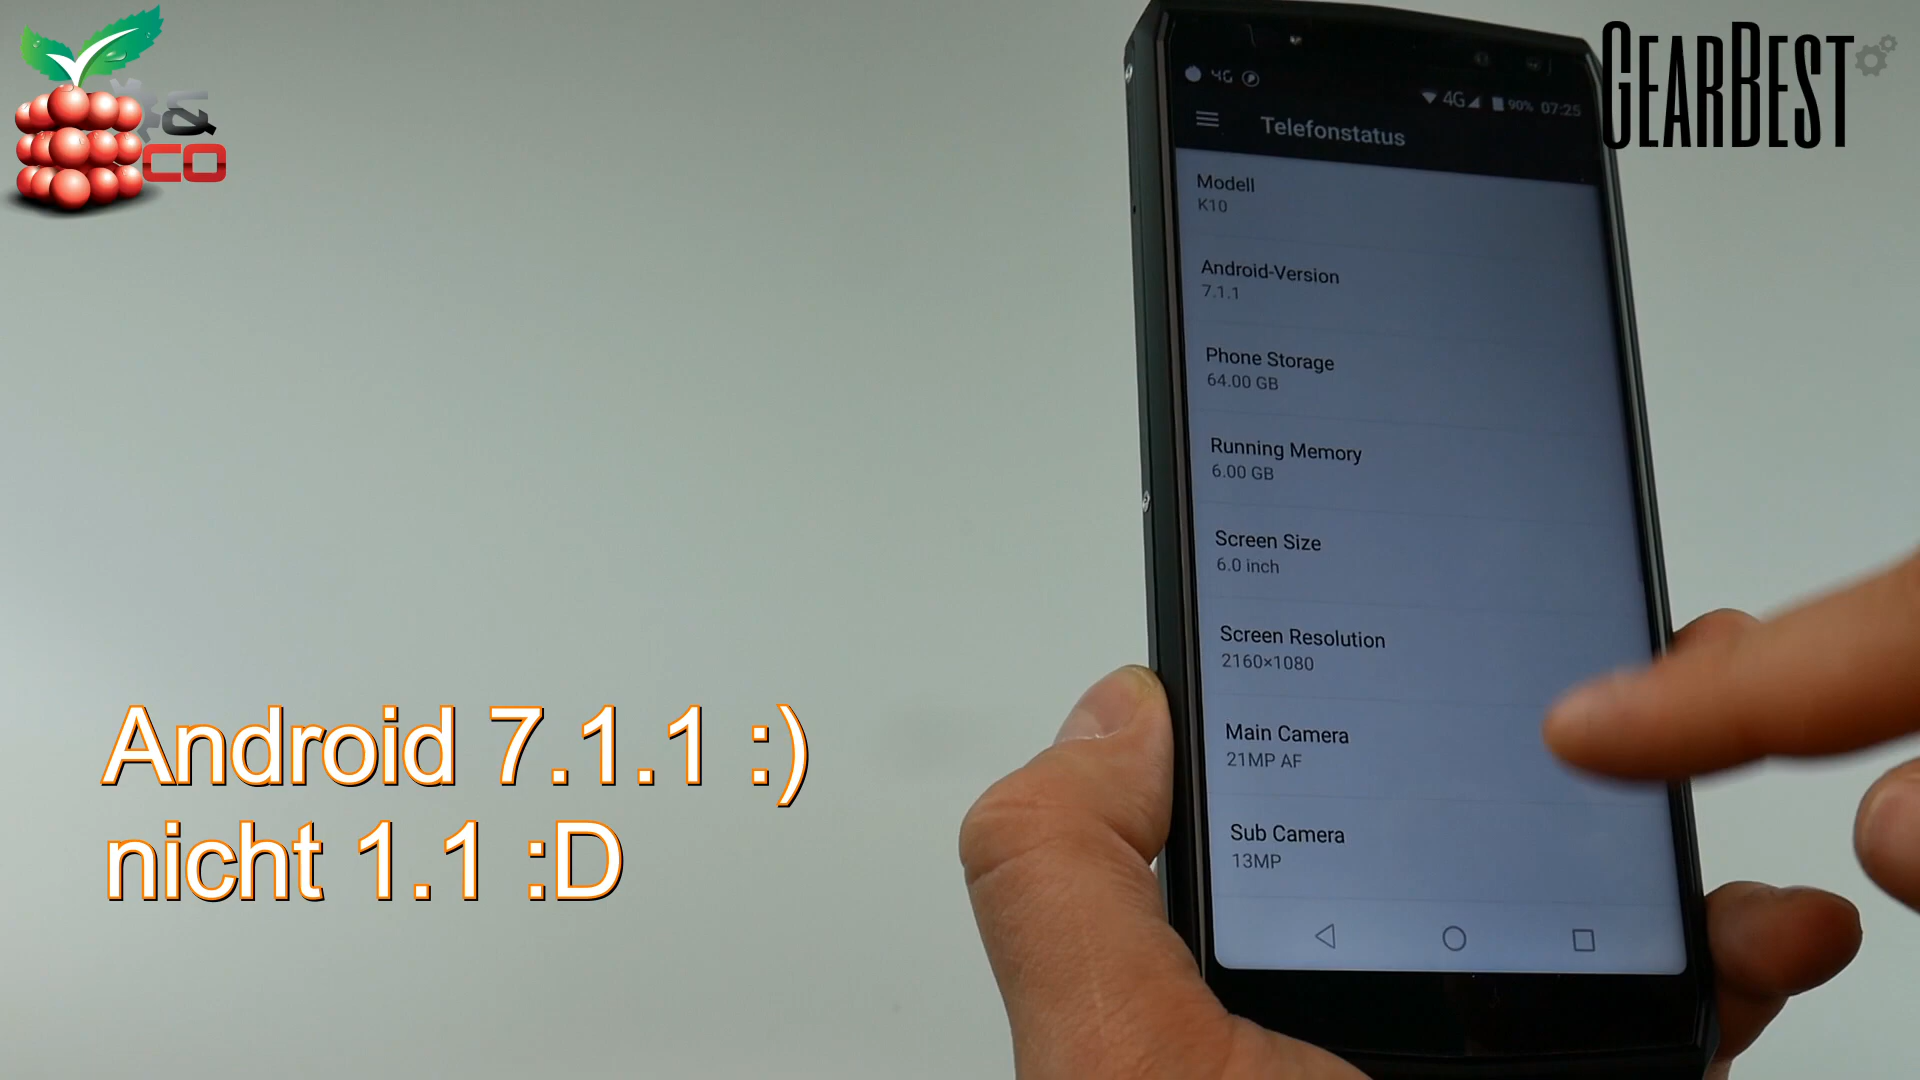 &
CO
GEARBEST
4G
4G 90% 07:25
Telefonstatus
Modell
K10
Android-Version
7.1.1
Phone Storage
64.00 GB
Running Memory
6.00 GB
Screen Size
6.0 inch
Screen Resolution
2160×1080
Main Camera
21MP AF
Sub Camera
13MP
Android 7.1.1 :)
nicht 1.1 :D